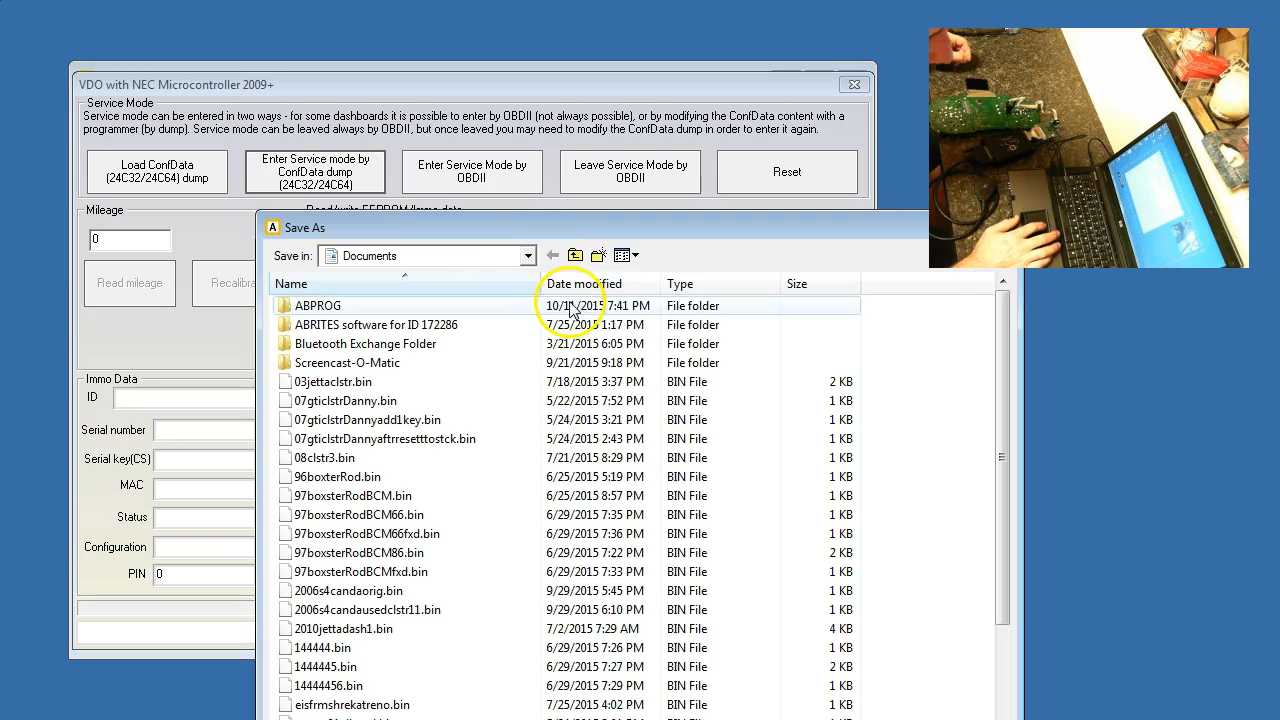 VDO with NEC Microcontroller 2009+
Service Mode
Service mode can be entered in two ways - for some dashboards it is possible to enter by OBDII (not always possible), or by modifying the ConfData content with a
programmer (by dump). Service mode can be leaved always by OBDII, but once leaved you may need to modify the ConfData dump in order to enter it again.
Load ConfData
(24C32/24C64) dump
Enter Service mode by
ConfData dump
(24C32/24C64)
Enter Service Mode by
OBDII
Leave Service Mode by
OBDII
Reset
Mileage
0
Read mileage
Recalibra
Immo Data
ID
Serial number
Serial key(CS)
MAC
Status
Configuration
PIN 0
Save As
Save in: Documents
Name Date modified Type Size
ABPROG 7:41 PM File folder
ABRITES software for ID 172286 7/25/2015 1:17 PM File folder
Bluetooth Exchange Folder 3/21/2015 6:05 PM File folder
Screencast-O-Matic 9/21/2015 9:18 PM File folder
03jettaclstr.bin 7/18/2015 3:37 PM BIN File 2 KB
07gticlstrDanny.bin 5/22/2015 7:52 PM BIN File 1 KB
07gticlstrDannyadd1key.bin 5/24/2015 3:21 PM BIN File 1 KB
07gticlstrDannyaftrresetttostck.bin 5/24/2015 2:43 PM BIN File 1 KB
08clstr3.bin 7/21/2015 8:29 PM BIN File 1 KB
96boxterRod.bin 6/25/2015 5:19 PM BIN File 1 KB
97boxsterRodBCM.bin 6/25/2015 8:57 PM BIN File 1 KB
97boxsterRodBCM66.bin 6/29/2015 7:35 PM BIN File 1 KB
97boxsterRodBCM66fxd.bin 6/29/2015 7:36 PM BIN File 1 KB
97boxsterRodBCM86.bin 6/29/2015 7:22 PM BIN File 2 KB
97boxsterRodBCMfxd.bin 6/29/2015 7:33 PM BIN File 1 KB
2006s4candaorig.bin 9/29/2015 5:45 PM BIN File 1 KB
2006s4candausedclstr11.bin 9/29/2015 6:10 PM BIN File 1 KB
2010jettadash1.bin 7/2/2015 7:29 AM BIN File 4 KB
144444.bin 6/29/2015 7:26 PM BIN File 1 KB
1444445.bin 6/29/2015 7:27 PM BIN File 2 KB
14444456.bin 6/29/2015 7:29 PM BIN File 1 KB
eisfrmshrekatreno.bin 7/25/2015 4:02 PM BIN File 1 KB